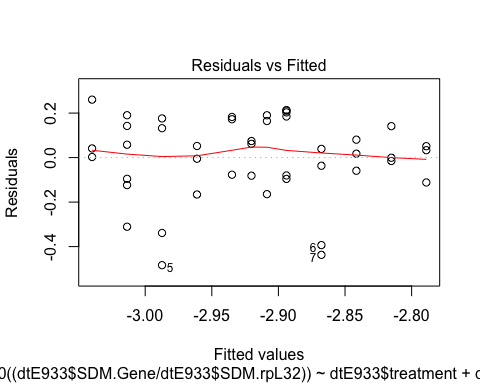 Residuals vs Fitted
Residuals
0.2
0.0
-0.2
-0.4
5
6
7
-3.00 -2.95 -2.90 -2.85 -2.80
Fitted values
0((dtE933$SDM.Gene/dtE933$SDM.rpL32)) ~ dtE933$treatment + c